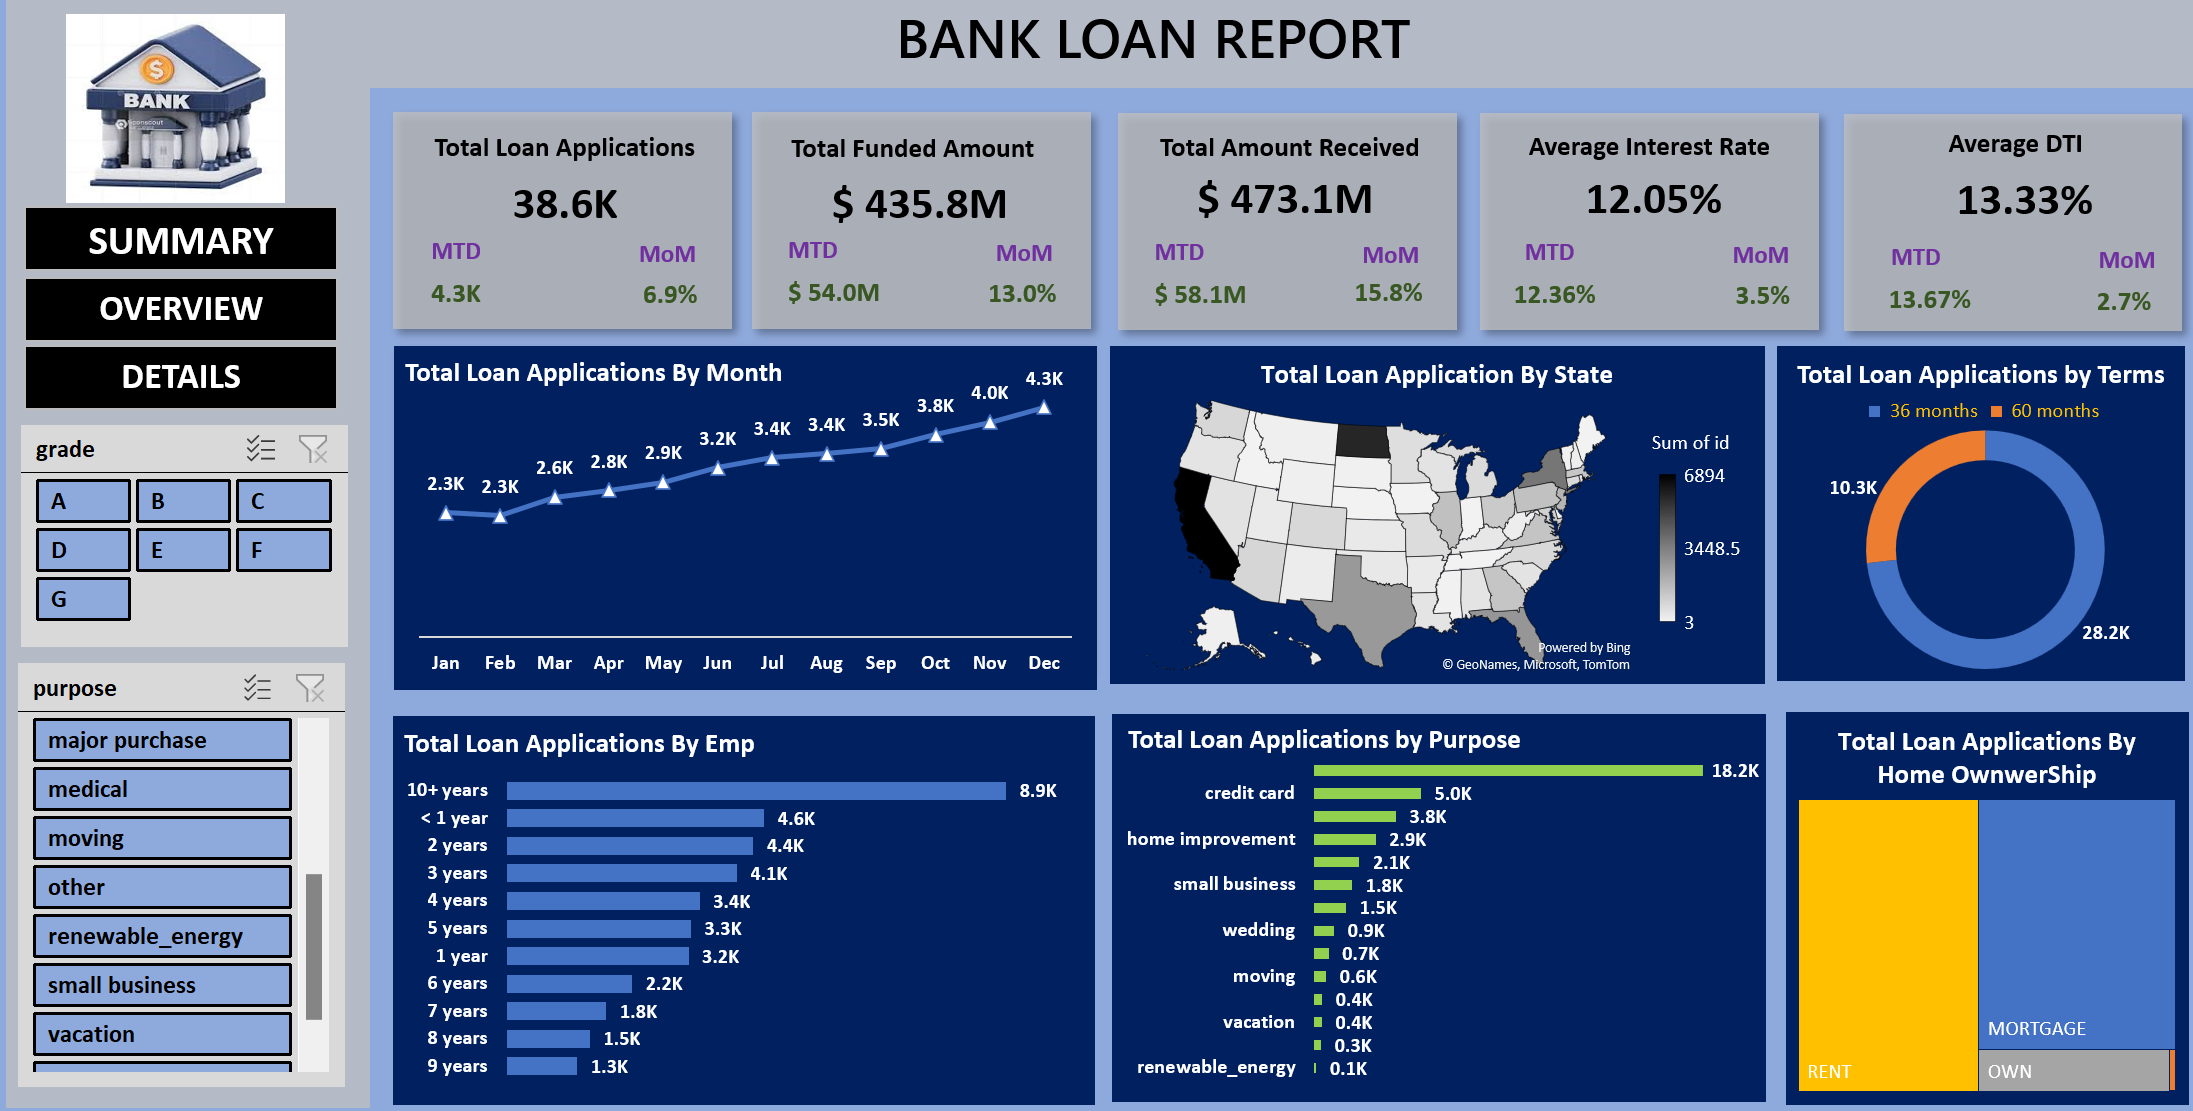 BANK LOAN REPORT
BANK
SUMMARY
OVERVIEW
DETAILS
grade
A B C
D E F
G
purpose
major purchase
medical
moving
other
renewable_energy
small business
vacation
Total Loan Applications
38.6K
MTD MoM
4.3K 6.9%
Total Funded Amount
$ 435.8M
MTD MoM
$ 54.0M 13.0%
Total Amount Received
$ 473.1M
MTD MoM
$ 58.1M 15.8%
Average Interest Rate
12.05%
MTD MoM
12.36% 3.5%
Average DTI
13.33%
MTD MoM
13.67% 2.7%
Total Loan Applications By Month
2.3K 2.3K 2.6K 2.8K 2.9K 3.2K 3.4K 3.4K 3.5K 3.8K 4.0K 4.3K
Jan Feb Mar Apr May Jun Jul Aug Sep Oct Nov Dec
Total Loan Application By State
Sum of id
6894
3448.5
3
Powered by Bing
© GeoNames, Microsoft, TomTom
Total Loan Applications by Terms
36 months 60 months
10.3K
28.2K
Total Loan Applications By Emp
10+ years 8.9K
< 1 year 4.6K
2 years 4.4K
3 years 4.1K
4 years 3.4K
5 years 3.3K
1 year 3.2K
6 years 2.2K
7 years 1.8K
8 years 1.5K
9 years 1.3K
Total Loan Applications by Purpose
18.2K
credit card 5.0K
3.8K
home improvement 2.9K
2.1K
small business 1.8K
1.5K
wedding 0.9K
0.7K
moving 0.6K
0.4K
vacation 0.4K
0.3K
renewable_energy 0.1K
Total Loan Applications By
Home OwnwerShip
MORTGAGE
RENT
OWN